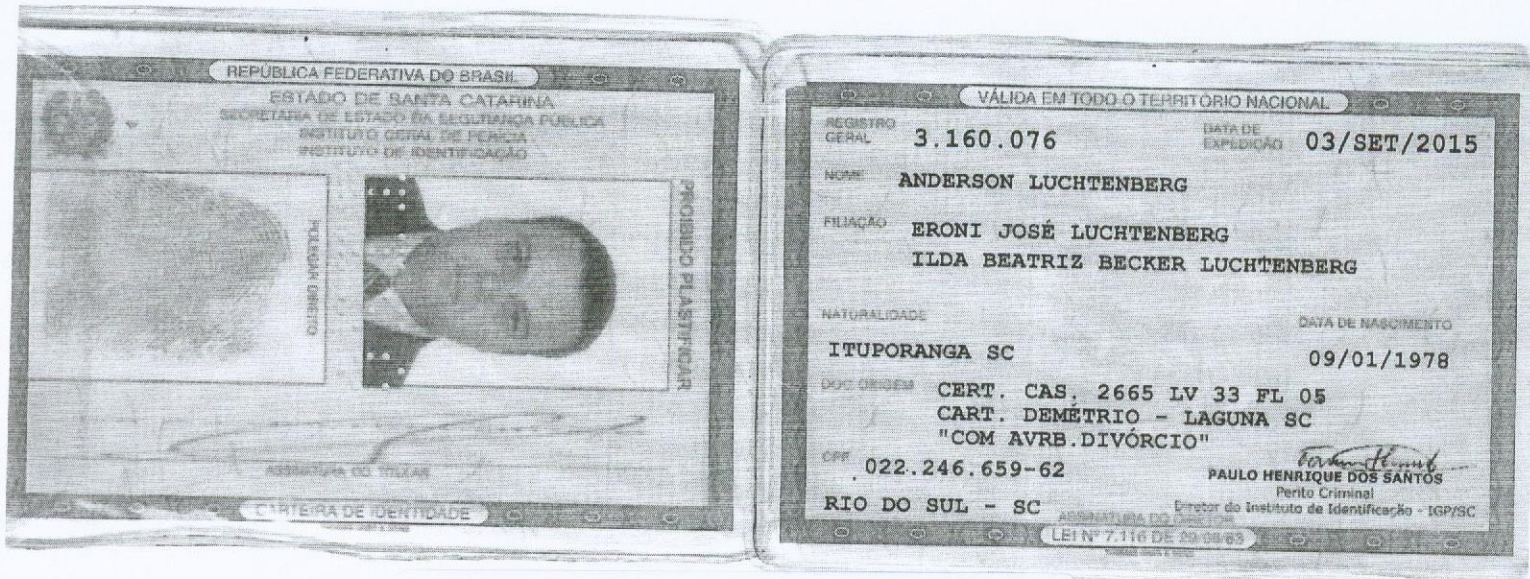 REPÚBLICA FEDERATIVA DO BRASIL
ESTADO DE SANTA CATARINA
SECRETARIA DE ESTADO DA SEGURANÇA PÚBLICA
INSTITUTO GERAL DE PERÍCIA
INSTITUTO DE IDENTIFICAÇÃO
POLEGAR DIREITO
PROIBIDO PLASTIFICAR
ASSINATURA DO TITULAR
CARTEIRA DE IDENTIDADE
VÁLIDA EM TODO O TERRITÓRIO NACIONAL
REGISTRO GERAL 3.160.076 DATA DE EXPEDIÇÃO 03/SET/2015
NOME ANDERSON LUCHTENBERG
FILIAÇÃO ERONI JOSÉ LUCHTENBERG
ILDA BEATRIZ BECKER LUCHTENBERG
NATURALIDADE DATA DE NASCIMENTO
ITUPORANGA SC 09/01/1978
DOC ORIGEM CERT. CAS. 2665 LV 33 FL 05
CART. DEMÉTRIO - LAGUNA SC
"COM AVRB.DIVÓRCIO"
CPF 022.246.659-62
PAULO HENRIQUE DOS SANTOS
Perito Criminal
RIO DO SUL - SC Diretor do Instituto de Identificação - IGP/SC
ASSINATURA DO DIRETOR
LEI Nº 7.116 DE 29/08/83